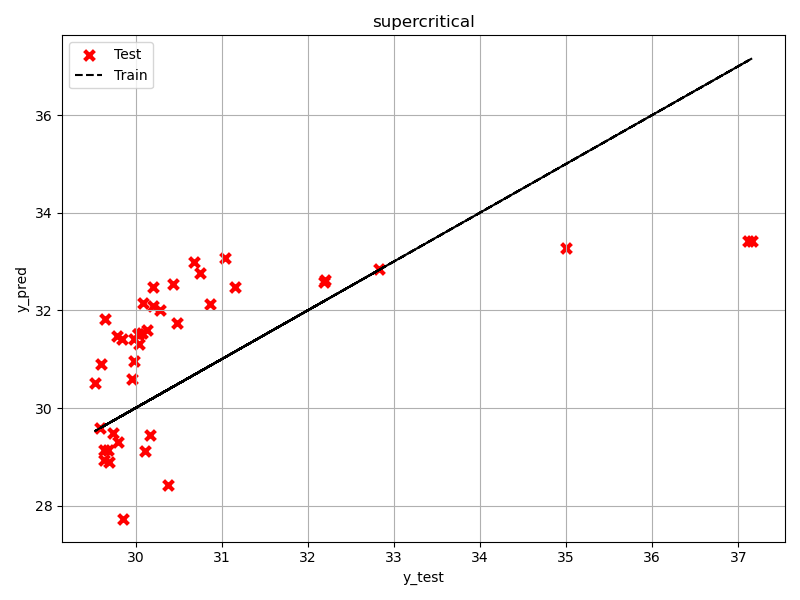 supercritical
Test
Train
y_pred
36
34
32
30
28
30 31 32 33 34 35 36 37
y_test